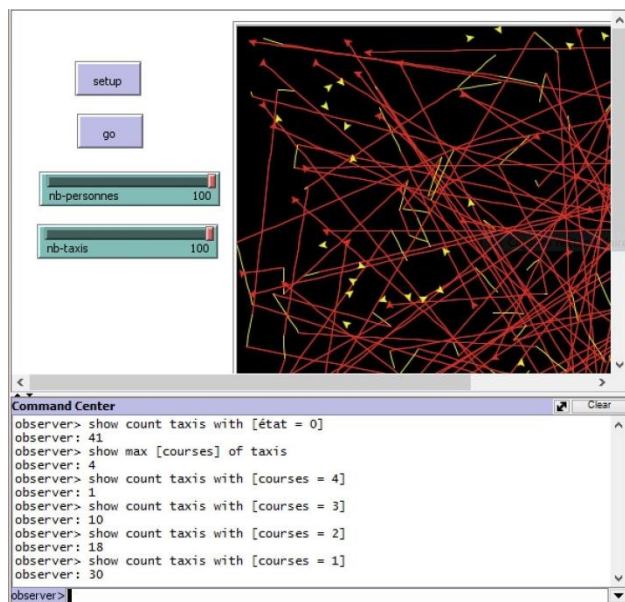 setup
go
nb-personnes 100
nb-taxis 100
Command Center
Clear
observer> show count taxis with [état = 0]
observer: 41
observer> show max [courses] of taxis
observer: 4
observer> show count taxis with [courses = 4]
observer: 1
observer> show count taxis with [courses = 3]
observer: 10
observer> show count taxis with [courses = 2]
observer: 18
observer> show count taxis with [courses = 1]
observer: 30
observer>